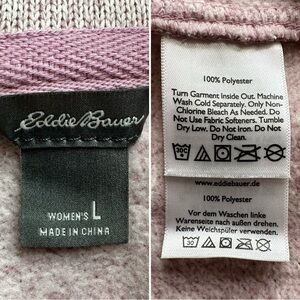 Eddie Bauer
WOMEN'S L
MADE IN CHINA
100% Polyester
Turn Garment Inside Out. Machine
Wash Cold Separately. Only Non-
Chlorine Bleach As Needed. Do
Not Use Fabric Softeners. Tumble
Dry Low. Do Not Iron. Do Not
Dry Clean.
www.eddiebauer.de
100% Polyester
Vor dem Waschen linke
Warenseite nach außen drehen.
Keine Weichspüler verwenden.
30